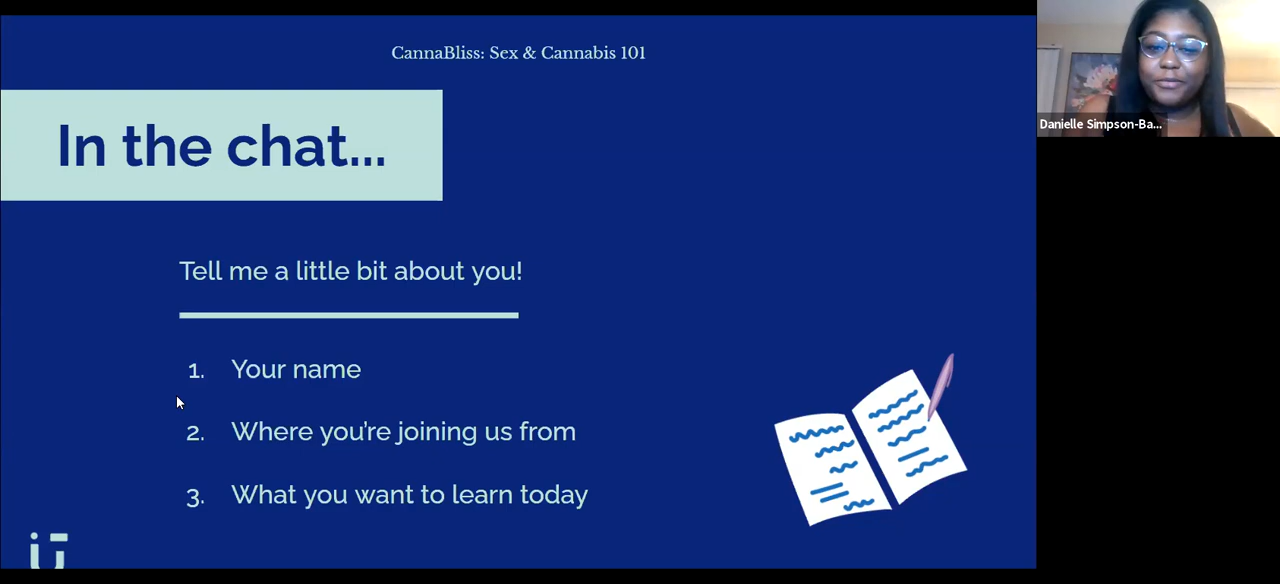 CannaBliss: Sex & Cannabis 101
In the chat...
Tell me a little bit about you!
1. Your name
2. Where you're joining us from
3. What you want to learn today
Danielle Simpson-Ba...